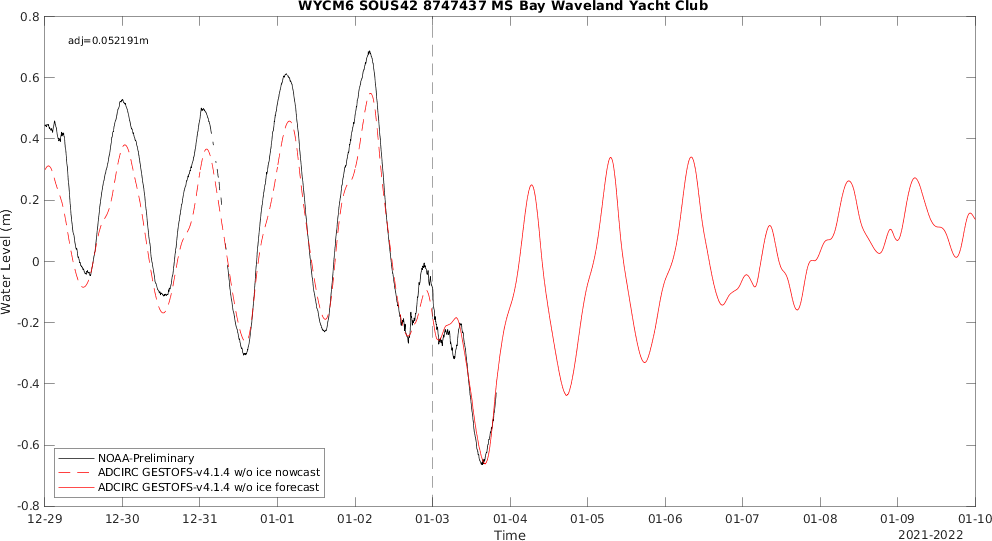 WYCM6 SOUS42 8747437 MS Bay Waveland Yacht Club
adj=0.052191m
0.8
0.6
0.4
0.2
0
-0.2
-0.4
-0.6
-0.8
Water Level (m)
NOAA-Preliminary
ADCIRC GESTOFS-v4.1.4 w/o ice nowcast
ADCIRC GESTOFS-v4.1.4 w/o ice forecast
12-29 12-30 12-31 01-01 01-02 01-03 01-04 01-05 01-06 01-07 01-08 01-09 01-10
Time
2021-2022